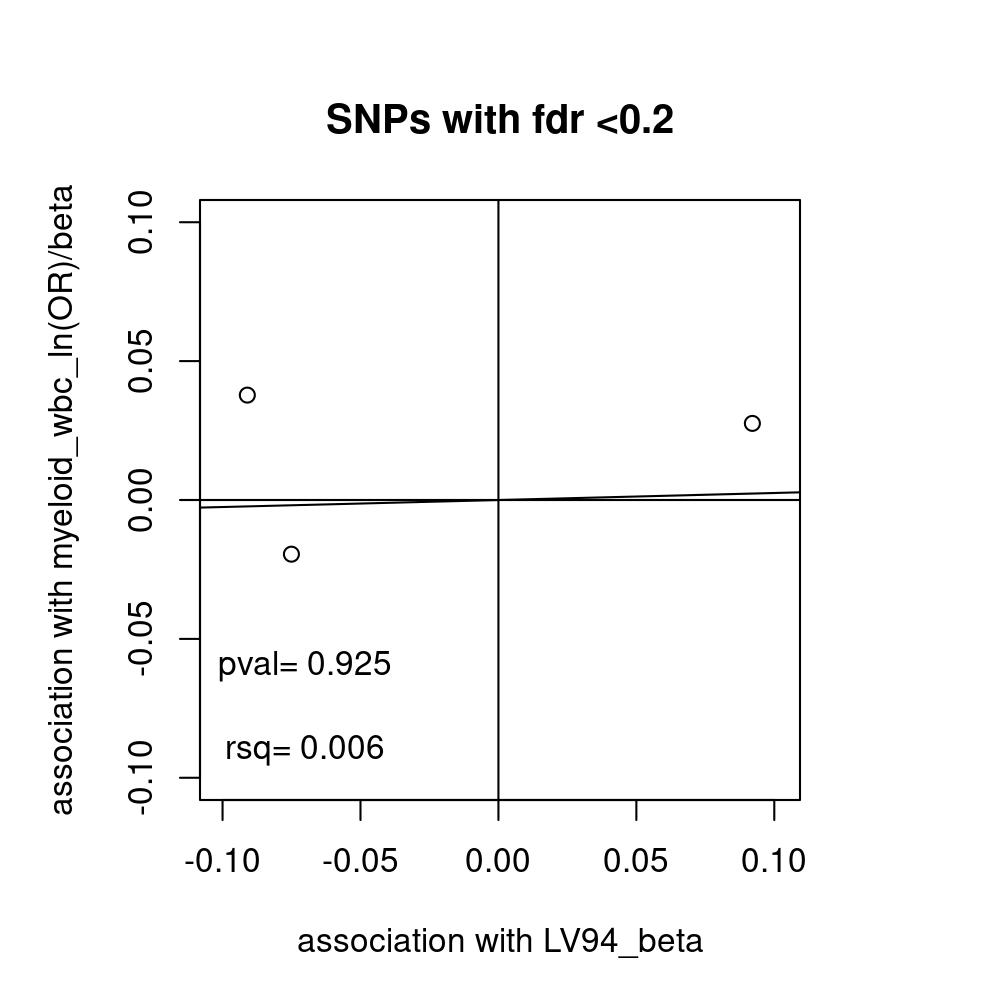 SNPs with fdr <0.2
association with myeloid_wbc_ln(OR)/beta
0.10
0.05
0.00
-0.05
-0.10
pval= 0.925
rsq= 0.006
-0.10 -0.05 0.00 0.05 0.10
association with LV94_beta